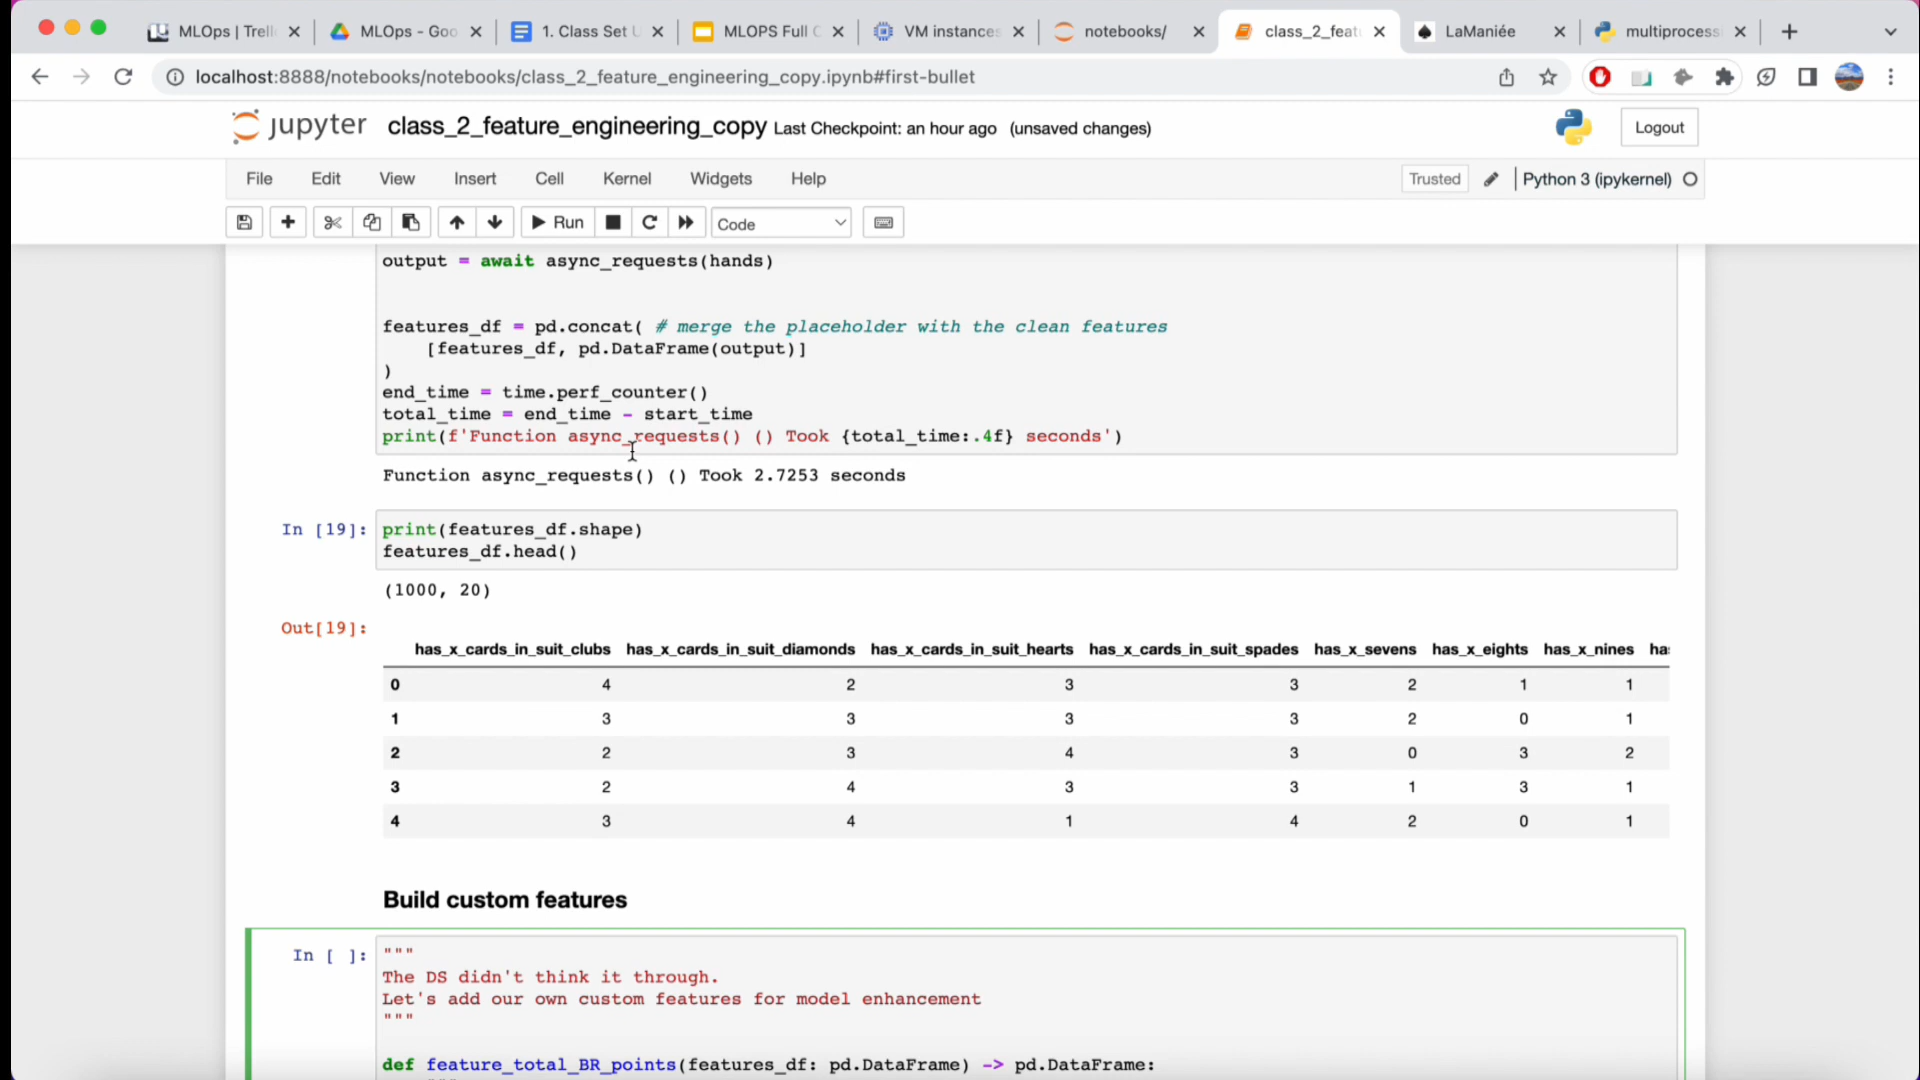 MLOps | Trell
MLOps - Goo
1. Class Set U
MLOPS Full C
VM instances
notebooks/
class_2_feat
LaManiée
multiprocess
localhost:8888/notebooks/notebooks/class_2_feature_engineering_copy.ipynb#first-bullet
jupyter class_2_feature_engineering_copy Last Checkpoint: an hour ago (unsaved changes)
Logout
File Edit View Insert Cell Kernel Widgets Help
Trusted
Python 3 (ipykernel)
Run
Code
output = await async_requests(hands)
features_df = pd.concat( # merge the placeholder with the clean features
[features_df, pd.DataFrame(output)]
)
end_time = time.perf_counter()
total_time = end_time - start_time
print(f'Function async_requests() () Took {total_time:.4f} seconds')
Function async_requests() () Took 2.7253 seconds
In [19]: print(features_df.shape)
features_df.head()
(1000, 20)
Out[19]:
has_x_cards_in_suit_clubs has_x_cards_in_suit_diamonds has_x_cards_in_suit_hearts has_x_cards_in_suit_spades has_x_sevens has_x_eights has_x_nines has
0 4 2 3 3 2 1 1
1 3 3 3 3 2 0 1
2 2 3 4 3 0 3 2
3 2 4 3 3 1 3 1
4 3 4 1 4 2 0 1
Build custom features
In [ ]: """
The DS didn't think it through.
Let's add our own custom features for model enhancement
"""
def feature_total_BR_points(features_df: pd.DataFrame) -> pd.DataFrame:
"""